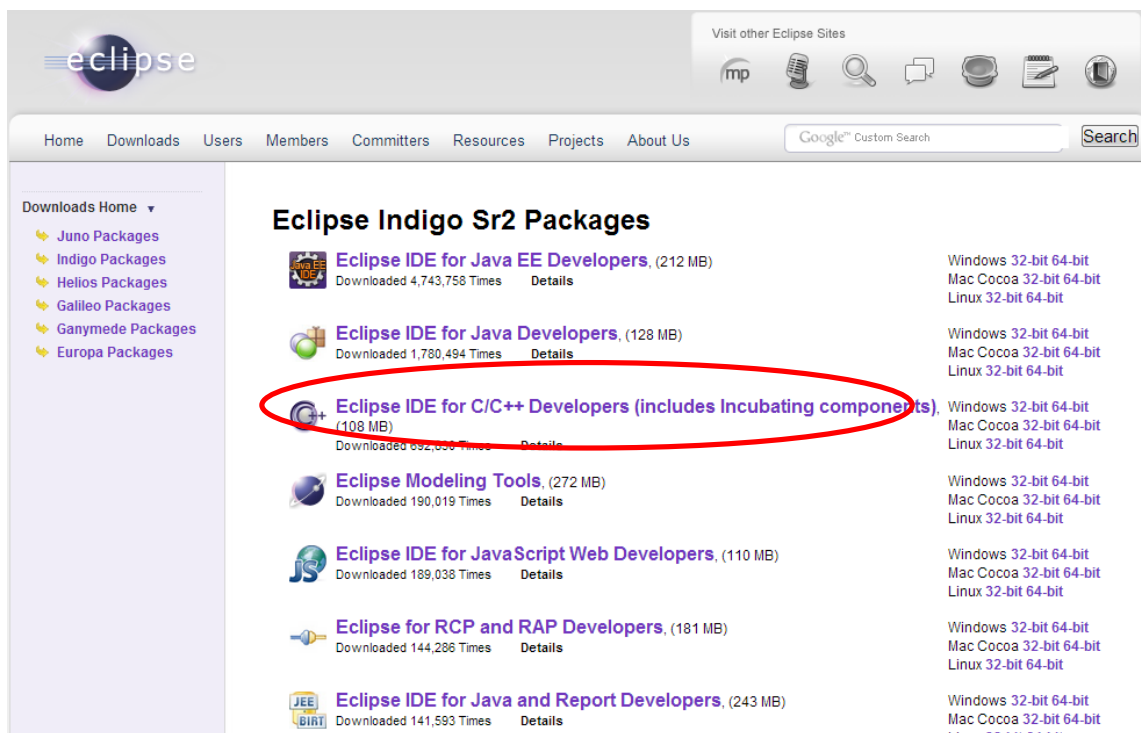 eclipse
Visit other Eclipse Sites
mp
Home Downloads Users Members Committers Resources Projects About Us
Google™ Custom Search
Search
Downloads Home
Juno Packages
Indigo Packages
Helios Packages
Galileo Packages
Ganymede Packages
Europa Packages
Eclipse Indigo Sr2 Packages
Java EE
IDE
Eclipse IDE for Java EE Developers, (212 MB)
Downloaded 4,743,758 Times Details
Windows 32-bit 64-bit
Mac Cocoa 32-bit 64-bit
Linux 32-bit 64-bit
Eclipse IDE for Java Developers, (128 MB)
Downloaded 1,780,494 Times Details
Windows 32-bit 64-bit
Mac Cocoa 32-bit 64-bit
Linux 32-bit 64-bit
C++
Eclipse IDE for C/C++ Developers (includes Incubating components),
(108 MB)
Downloaded Times Details
Windows 32-bit 64-bit
Mac Cocoa 32-bit 64-bit
Linux 32-bit 64-bit
Eclipse Modeling Tools, (272 MB)
Downloaded 190,019 Times Details
Windows 32-bit 64-bit
Mac Cocoa 32-bit 64-bit
Linux 32-bit 64-bit
JS
Eclipse IDE for JavaScript Web Developers, (110 MB)
Downloaded 189,038 Times Details
Windows 32-bit 64-bit
Mac Cocoa 32-bit 64-bit
Linux 32-bit 64-bit
Eclipse for RCP and RAP Developers, (181 MB)
Downloaded 144,286 Times Details
Windows 32-bit 64-bit
Mac Cocoa 32-bit 64-bit
Linux 32-bit 64-bit
JEE
BIRT
Eclipse IDE for Java and Report Developers, (243 MB)
Downloaded 141,593 Times Details
Windows 32-bit 64-bit
Mac Cocoa 32-bit 64-bit